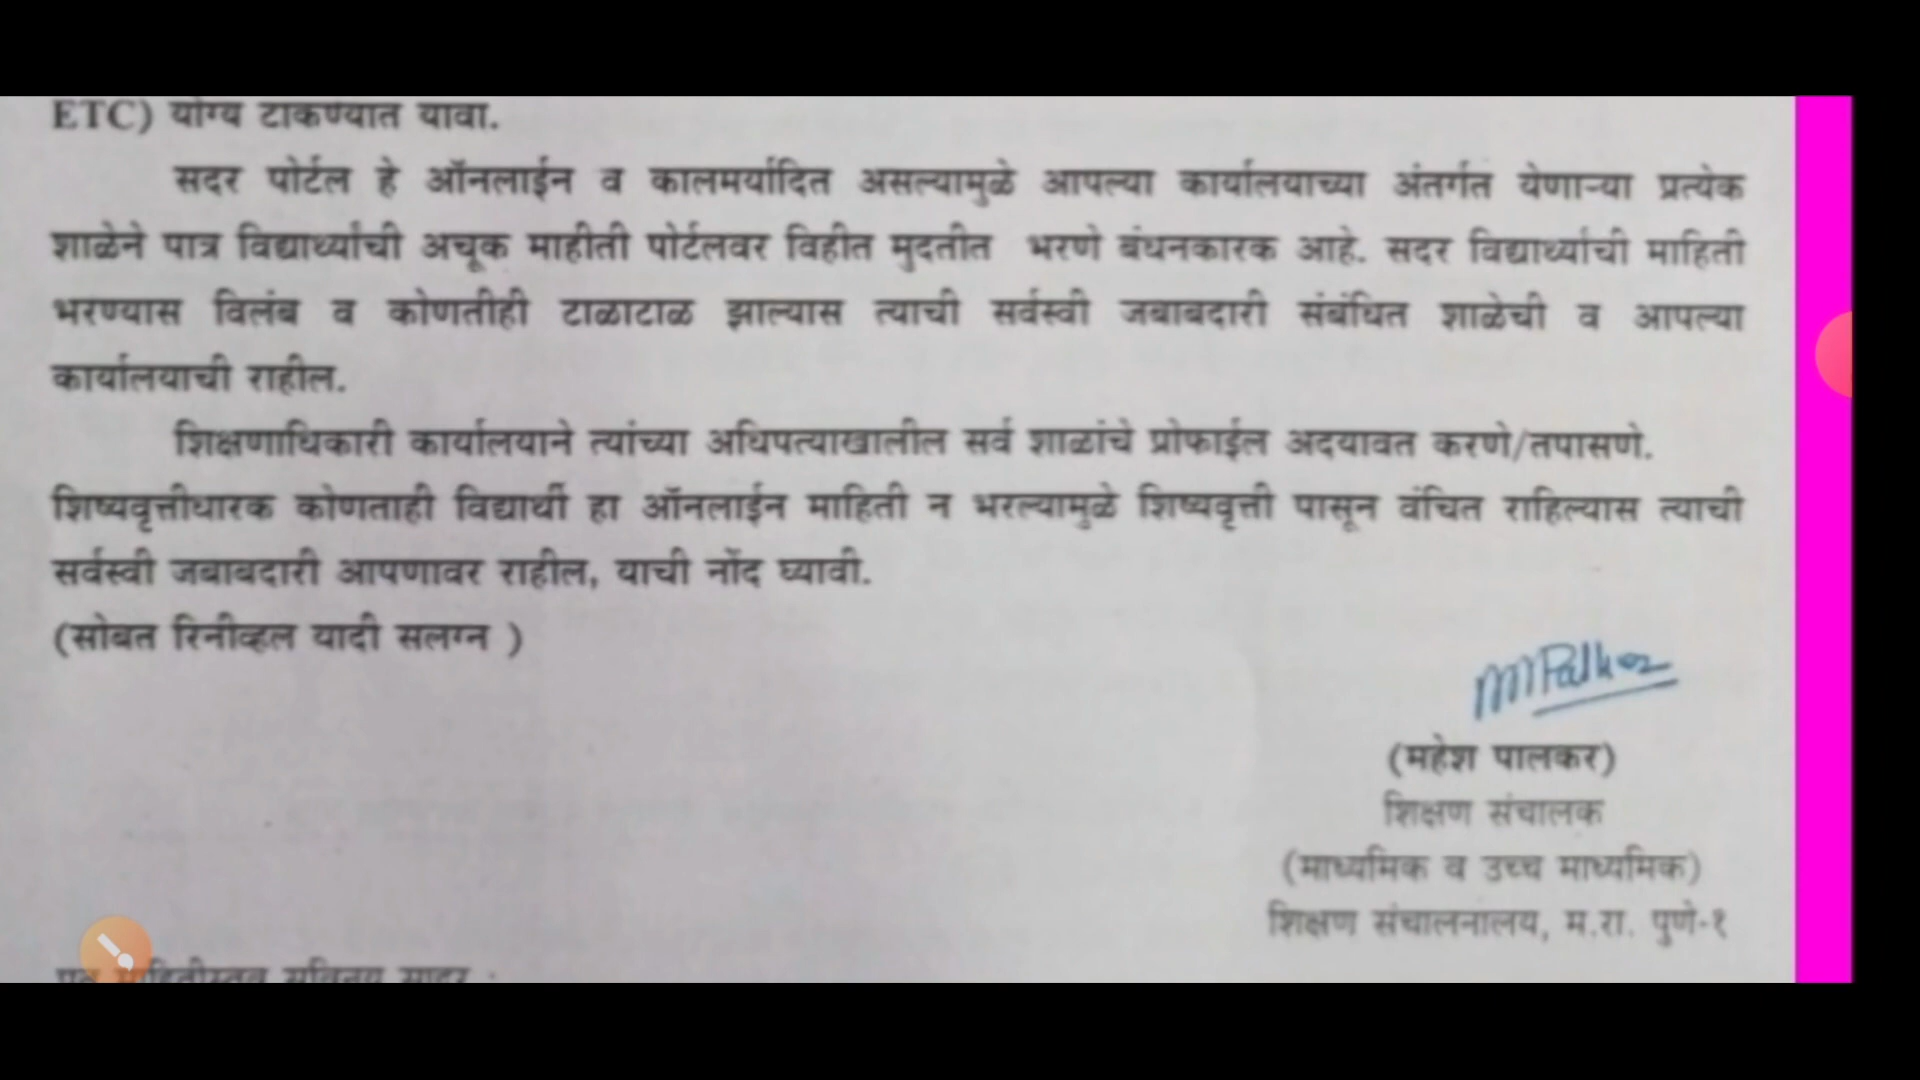 ETC) योग्य टाकण्यात यावा.
सदर पोर्टल हे ऑनलाईन व कालमर्यादित असल्यामुळे आपल्या कार्यालयाच्या अंतर्गत येणाऱ्या प्रत्येक
शाळेने पात्र विद्यार्थ्यांची अचूक माहीती पोर्टलवर विहीत मुदतीत भरणे बंधनकारक आहे. सदर विद्यार्थ्यांची माहिती
भरण्यास विलंब व कोणतीही टाळाटाळ झाल्यास त्याची सर्वस्वी जबाबदारी संबंधित शाळेची व आपल्या
कार्यालयाची राहील.
शिक्षणाधिकारी कार्यालयाने त्यांच्या अधिपत्याखालील सर्व शाळांचे प्रोफाईल अदयावत करणे/तपासणे.
शिष्यवृत्तीधारक कोणताही विद्यार्थी हा ऑनलाईन माहिती न भरल्यामुळे शिष्यवृत्ती पासून वंचित राहिल्यास त्याची
सर्वस्वी जबाबदारी आपणावर राहील, याची नोंद घ्यावी.
(सोबत रिनीव्हल यादी सलग्न )
(महेश पालकर)
शिक्षण संचालक
(माध्यमिक व उच्च माध्यमिक)
शिक्षण संचालनालय, म.रा. पुणे-१